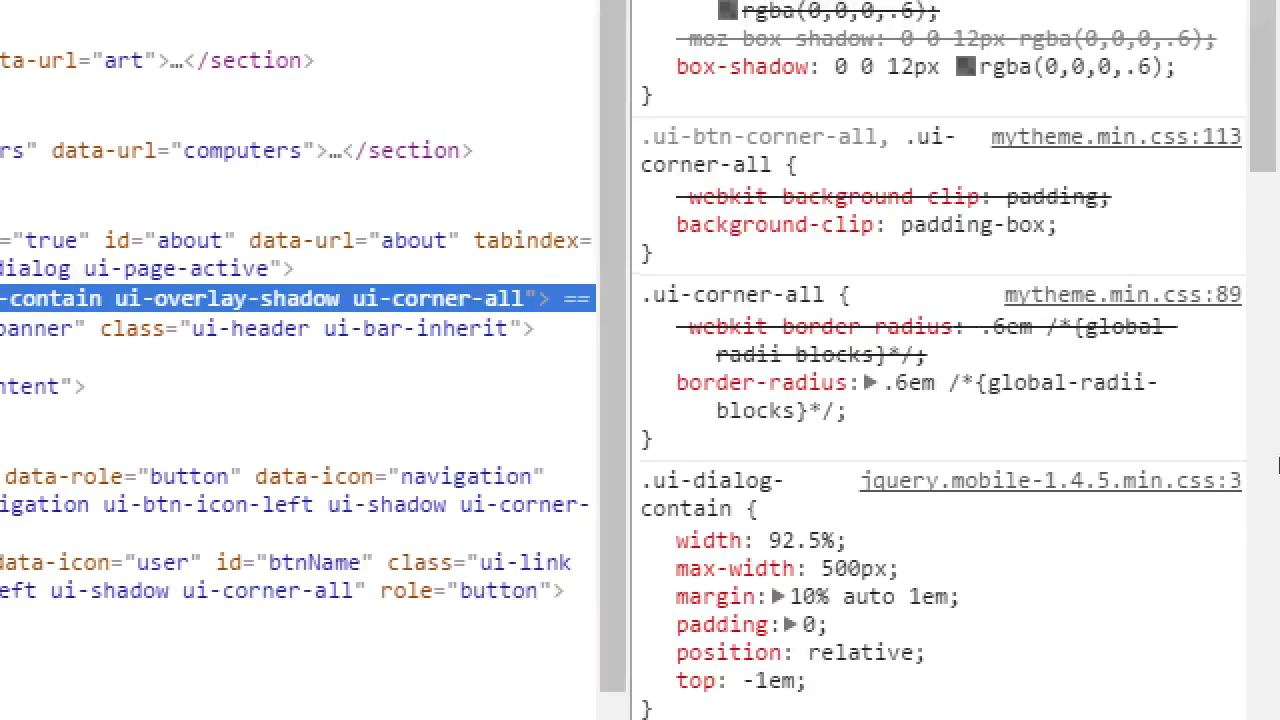 ta-url="art">…</section>
rs" data-url="computers">…</section>
="true" id="about" data-url="about" tabindex=
dialog ui-page-active">
-contain ui-overlay-shadow ui-corner-all"> ==
banner" class="ui-header ui-bar-inherit">
ntent">
data-role="button" data-icon="navigation"
igation ui-btn-icon-left ui-shadow ui-corner-
data-icon="user" id="btnName" class="ui-link
eft ui-shadow ui-corner-all" role="button">
rgba(0,0,0,.6);
-moz-box-shadow: 0 0 12px rgba(0,0,0,.6);
box-shadow: 0 0 12px rgba(0,0,0,.6);
}
.ui-btn-corner-all, .ui- mytheme.min.css:113
corner-all {
-webkit-background-clip: padding;
background-clip: padding-box;
}
.ui-corner-all { mytheme.min.css:89
-webkit-border-radius: .6em /*{global-
radii-blocks}*/;
border-radius:▶.6em /*{global-radii-
blocks}*/;
}
.ui-dialog- jquery.mobile-1.4.5.min.css:3
contain {
width: 92.5%;
max-width: 500px;
margin:▶10% auto 1em;
padding:▶0;
position: relative;
top: -1em;
}